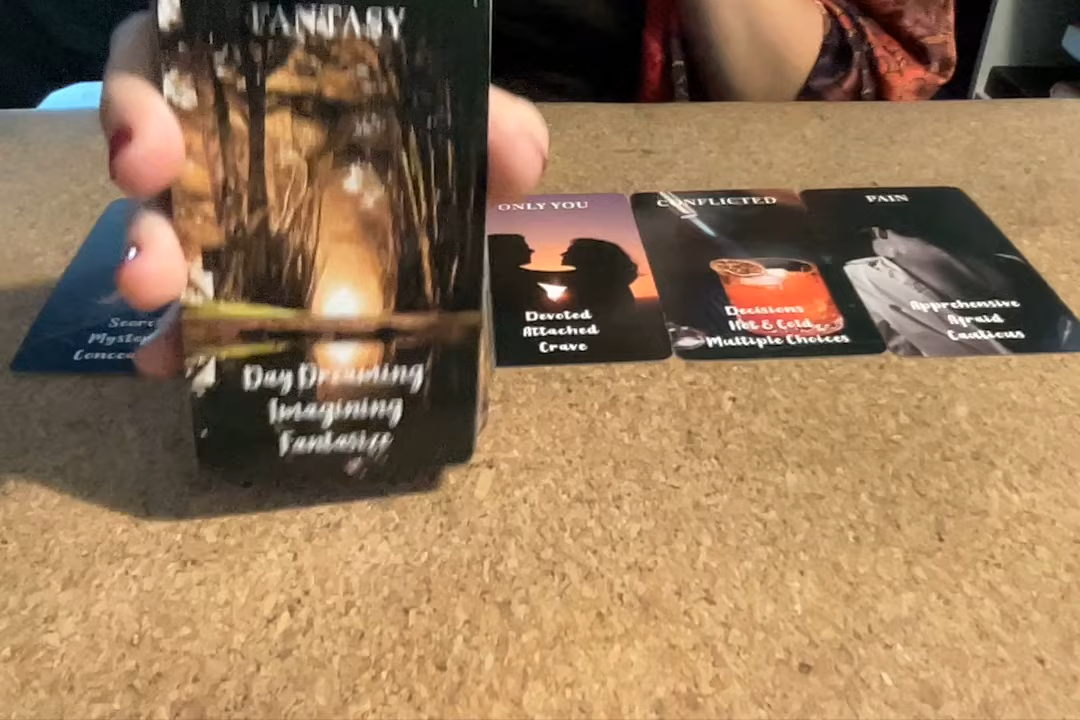 FANTASY
Day Dreaming
Imagining
Fantasize
ONLY YOU
Devoted
Attached
Crave
CONFLICTED
Decisions
Hot & Cold
Multiple Choices
PAIN
Apprehensive
Afraid
Cautious